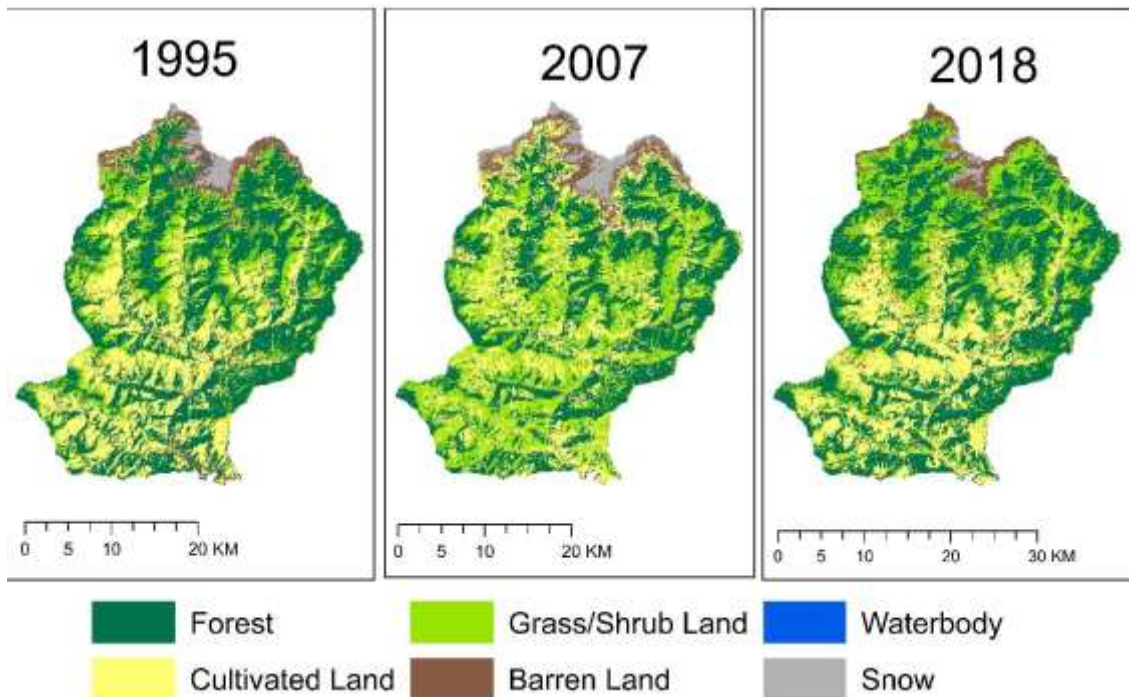 1995
2007
2018
0 5 10 20 KM
0 5 10 20 KM
0 5 10 20 30 KM
Forest
Grass/Shrub Land
Waterbody
Cultivated Land
Barren Land
Snow